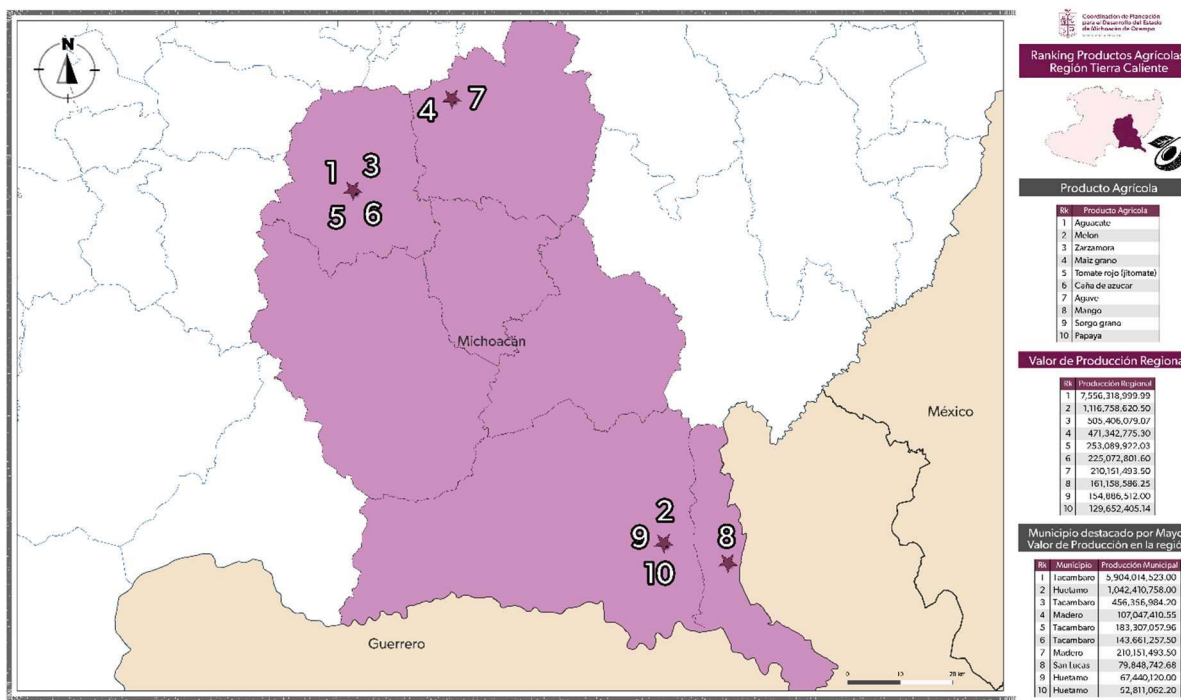 N
4 7
1 3
5 6
Michoacán
México
2
9 8
10
Guerrero
0 20 km
Coordinación de Planeación
para el Desarrollo del Estado
de Michoacán de Ocampo
Ranking Productos Agrícolas
Región Tierra Caliente
Producto Agrícola
Rk Producto Agricola
1 Aguacate
2 Melon
3 Zarzamora
4 Maiz grano
5 Tomate rojo (jitomate)
6 Caña de azucar
7 Agave
8 Mango
9 Sorgo grano
10 Papaya
Valor de Producción Regiona
Rk Producción Regional
1 7,556,318,999.99
2 1,116,758,620.50
3 505,406,079.07
4 471,342,775.30
5 253,089,922.03
6 225,072,801.60
7 210,151,493.50
8 161,158,586.25
9 154,886,512.00
10 129,652,405.14
Municipio destacado por Mayo
Valor de Producción en la regió
Rk Municipio Producción Municipal
1 Tacambaro 5,904,014,523.00
2 Huetamo 1,042,410,758.00
3 Tacambaro 456,356,984.20
4 Madero 107,047,410.55
5 Tacambaro 183,307,057.96
6 Tacambaro 143,661,257.50
7 Madero 210,151,493.50
8 San Lucas 79,848,742.68
9 Huetamo 67,440,120.00
10 Huetamo 52,811,062.20